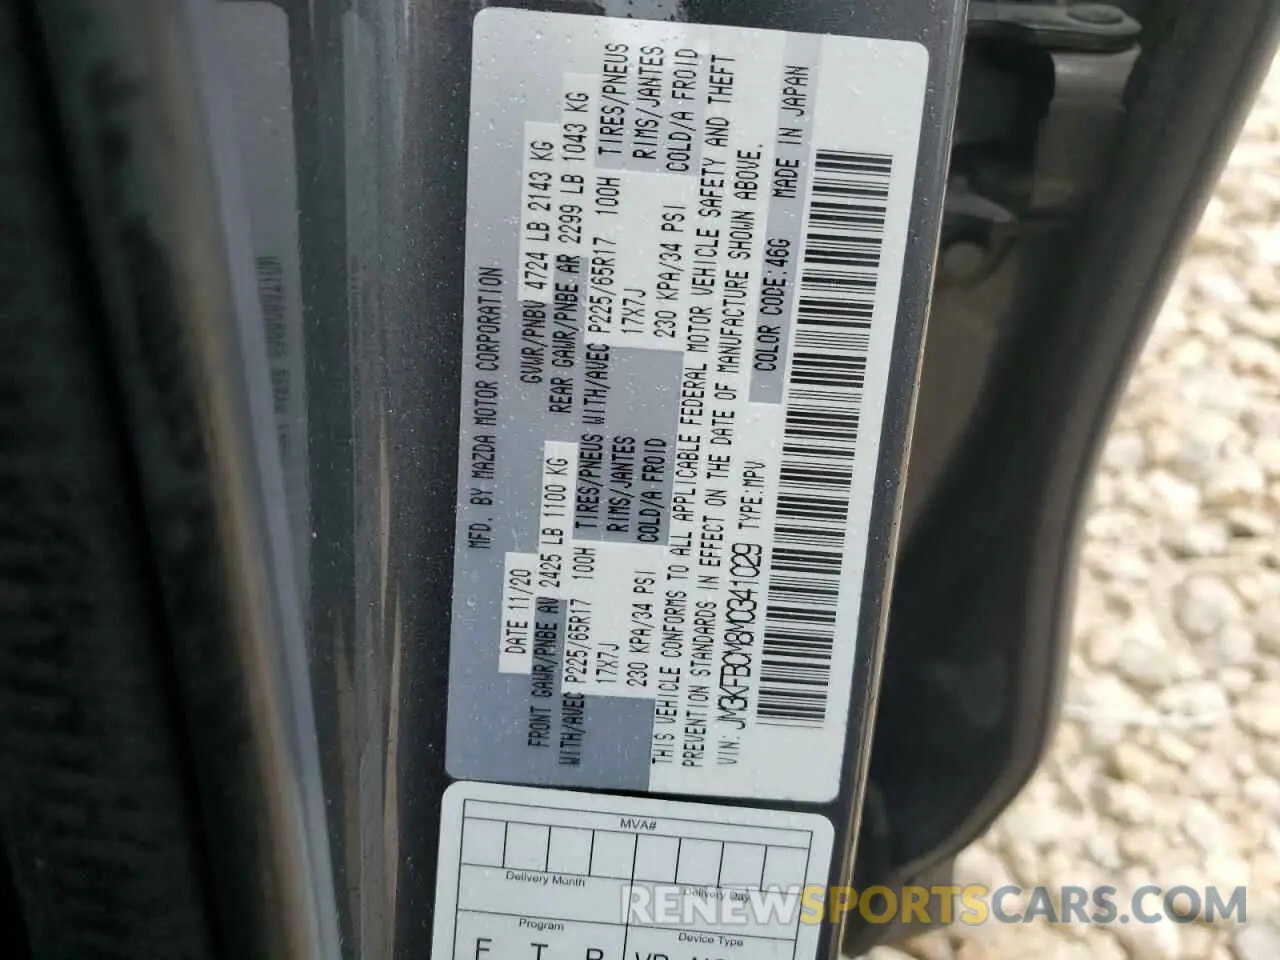 MFD. BY MAZDA MOTOR CORPORATION
DATE 11/20 GVWR/PNBV 4724 LB 2143 KG
FRONT GAWR/PNBE AV 2425 LB 1100 KG REAR GAWR/PNBE AR 2299 LB 1043 KG
WITH/AVEC P225/65R17 100H TIRES/PNEUS WITH/AVEC P225/65R17 100H TIRES/PNEUS
17X7J RIMS/JANTES 17X7J RIMS/JANTES
230 KPA/34 PSI COLD/A FROID 230 KPA/34 PSI COLD/A FROID
THIS VEHICLE CONFORMS TO ALL APPLICABLE FEDERAL MOTOR VEHICLE SAFETY AND THEFT
PREVENTION STANDARDS IN EFFECT ON THE DATE OF MANUFACTURE SHOWN ABOVE.
VIN: JM3KFBCM8M0341029 TYPE:MPV COLOR CODE:46G MADE IN JAPAN
MVA#
Delivery Month Delivery Day
Program Device Type
F T R
RENEWSPORTSCARS.COM